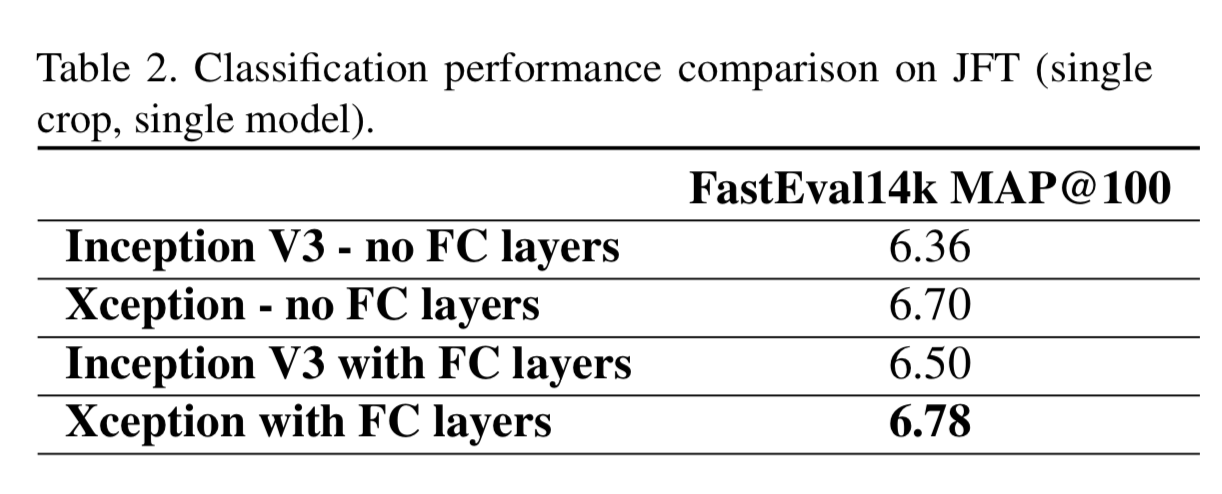 Table 2. Classification performance comparison on JFT (single
crop, single model).
FastEval14k MAP@100
Inception V3 - no FC layers 6.36
Xception - no FC layers 6.70
Inception V3 with FC layers 6.50
Xception with FC layers 6.78